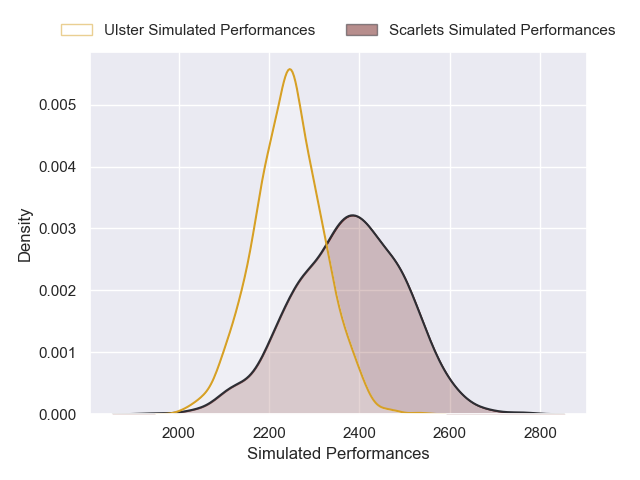 Ulster Simulated Performances
Scarlets Simulated Performances
0.005
0.004
0.003
0.002
0.001
0.000
Density
2000 2200 2400 2600 2800
Simulated Performances